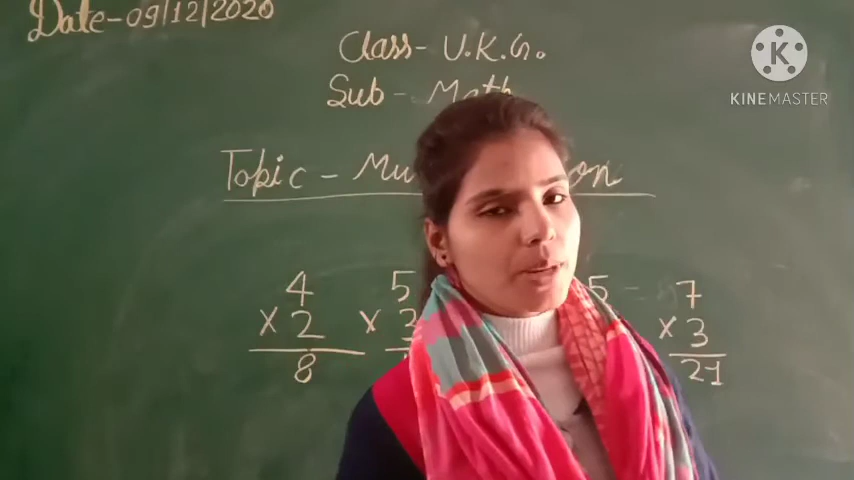 Date-09/12/2020
Class- U.K.G.
Sub - Math
Topic - Mu on
4 5 5 7
× 2 × 3 × 3
8 21
K
KINEMASTER